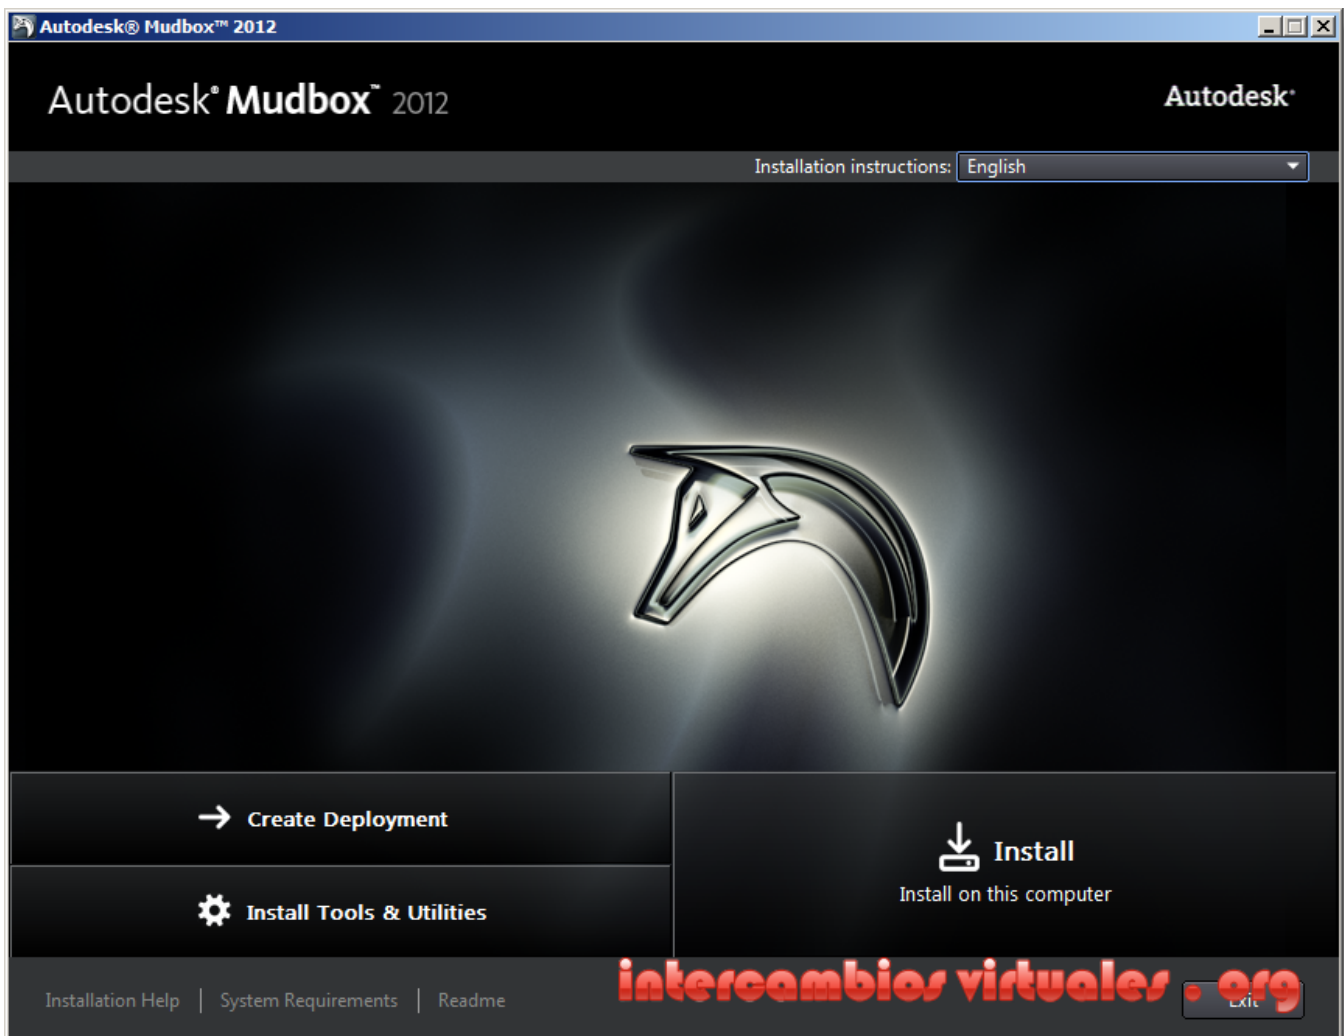 Autodesk® Mudbox™ 2012
Autodesk® Mudbox™ 2012
Autodesk®
Installation instructions: English
Create Deployment
Install
Install on this computer
Install Tools & Utilities
Installation Help | System Requirements | Readme
intercambios virtuales . org
Exit